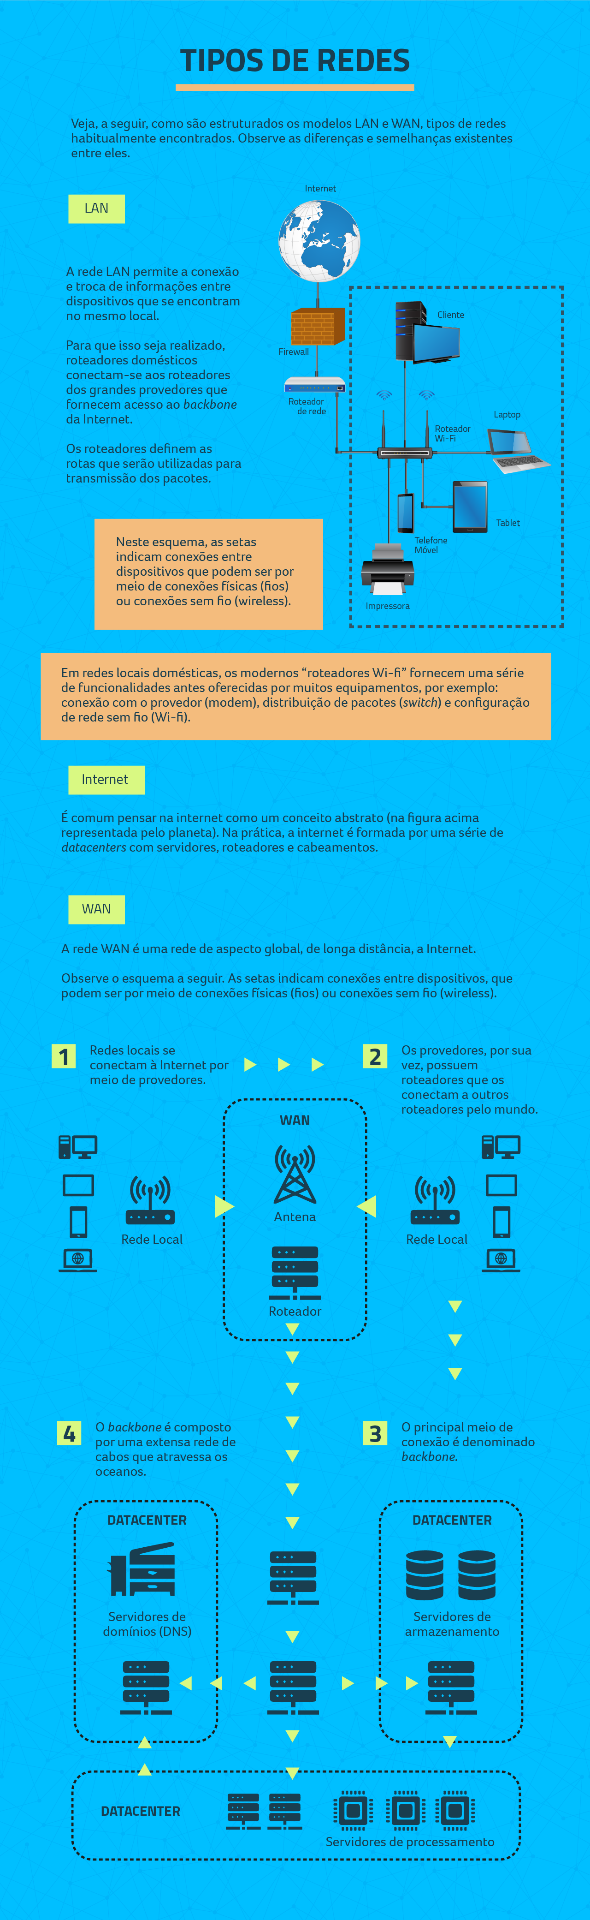 TIPOS DE REDES
Veja, a seguir, como são estruturados os modelos LAN e WAN, tipos de redes
habitualmente encontrados. Observe as diferenças e semelhanças existentes
entre eles.
LAN
Internet
A rede LAN permite a conexão
e troca de informações entre
dispositivos que se encontram
no mesmo local.
Para que isso seja realizado,
roteadores domésticos
conectam-se aos roteadores
dos grandes provedores que
fornecem acesso ao backbone
da Internet.
Os roteadores definem as
rotas que serão utilizadas para
transmissão dos pacotes.
Firewall
Roteador
de rede
Cliente
Roteador
Wi-Fi
Laptop
Tablet
Telefone
Móvel
Impressora
Neste esquema, as setas
indicam conexões entre
dispositivos que podem ser por
meio de conexões físicas (fios)
ou conexões sem fio (wireless).
Em redes locais domésticas, os modernos “roteadores Wi-fi” fornecem uma série
de funcionalidades antes oferecidas por muitos equipamentos, por exemplo:
conexão com o provedor (modem), distribuição de pacotes (switch) e configuração
de rede sem fio (Wi-fi).
Internet
É comum pensar na internet como um conceito abstrato (na figura acima
representada pelo planeta). Na prática, a internet é formada por uma série de
datacenters com servidores, roteadores e cabeamentos.
WAN
A rede WAN é uma rede de aspecto global, de longa distância, a Internet.
Observe o esquema a seguir. As setas indicam conexões entre dispositivos, que
podem ser por meio de conexões físicas (fios) ou conexões sem fio (wireless).
1
Redes locais se
conectam à Internet por
meio de provedores.
2
Os provedores, por sua
vez, possuem
roteadores que os
conectam a outros
roteadores pelo mundo.
WAN
Antena
Rede Local
Rede Local
Roteador
4
O backbone é composto
por uma extensa rede de
cabos que atravessa os
oceanos.
3
O principal meio de
conexão é denominado
backbone.
DATACENTER
Servidores de
domínios (DNS)
DATACENTER
Servidores de
armazenamento
DATACENTER
Servidores de processamento